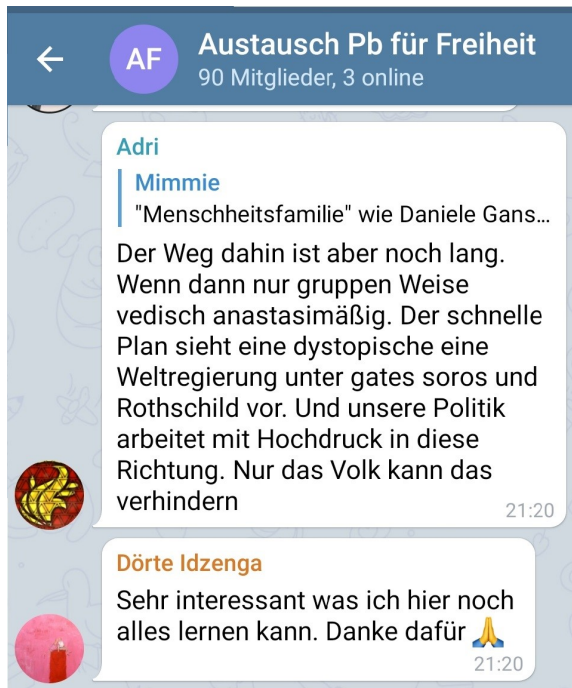 AF
Austausch Pb für Freiheit
90 Mitglieder, 3 online
Adri
Mimmie
"Menschheitsfamilie" wie Daniele Gans...
Der Weg dahin ist aber noch lang.
Wenn dann nur gruppen Weise
vedisch anastasimäßig. Der schnelle
Plan sieht eine dystopische eine
Weltregierung unter gates soros und
Rothschild vor. Und unsere Politik
arbeitet mit Hochdruck in diese
Richtung. Nur das Volk kann das
verhindern
21:20
Dörte Idzenga
Sehr interessant was ich hier noch
alles lernen kann. Danke dafür 🙏
21:20